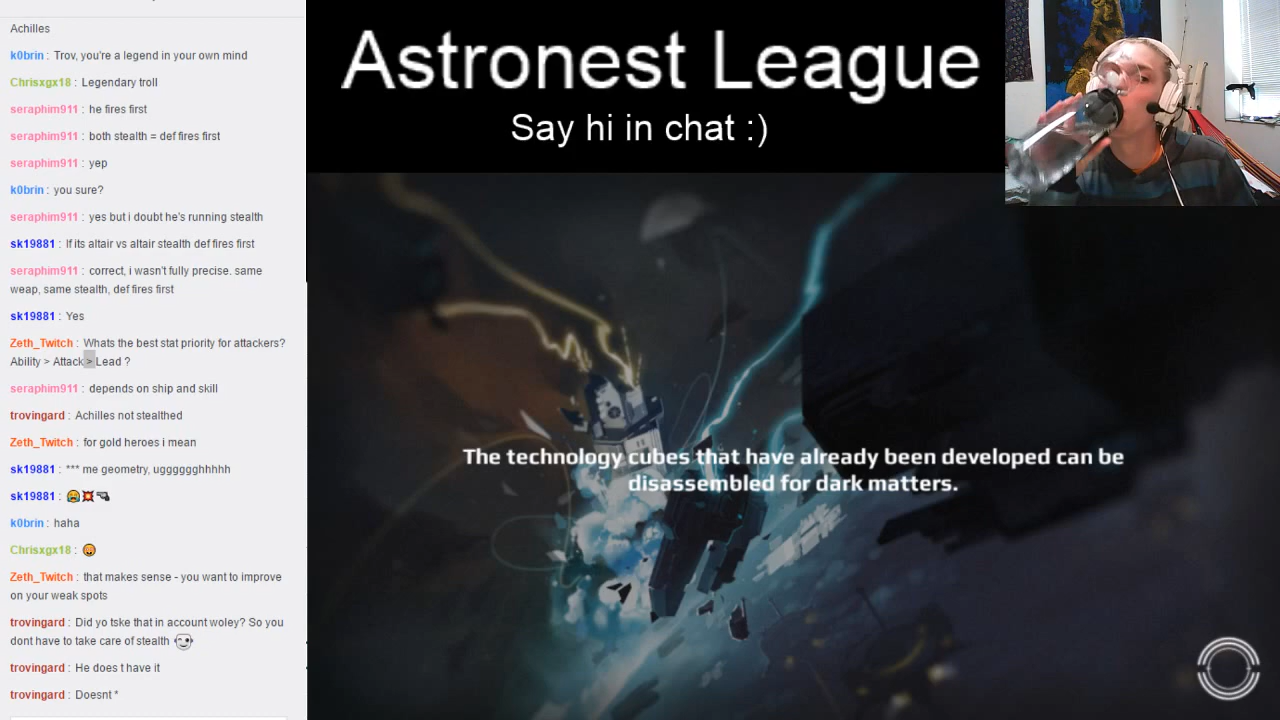 Achilles
k0brin : Trov, you're a legend in your own mind
Chrisxgx18 : Legendary troll
seraphim911 : he fires first
seraphim911 : both stealth = def fires first
seraphim911 : yep
k0brin : you sure?
seraphim911 : yes but i doubt he's running stealth
sk19881 : If its altair vs altair stealth def fires first
seraphim911 : correct, i wasn't fully precise. same
weap, same stealth, def fires first
sk19881 : Yes
Zeth_Twitch : Whats the best stat priority for attackers?
Ability > Attack > Lead ?
seraphim911 : depends on ship and skill
trovingard : Achilles not stealthed
Zeth_Twitch : for gold heroes i mean
sk19881 : *** me geometry, ugggggghhhhh
sk19881 :
k0brin : haha
Chrisxgx18 :
Zeth_Twitch : that makes sense - you want to improve
on your weak spots
trovingard : Did yo tske that in account woley? So you
dont have to take care of stealth
trovingard : He does t have it
trovingard : Doesnt *
Astronest League
Say hi in chat :)
The technology cubes that have already been developed can be
disassembled for dark matters.